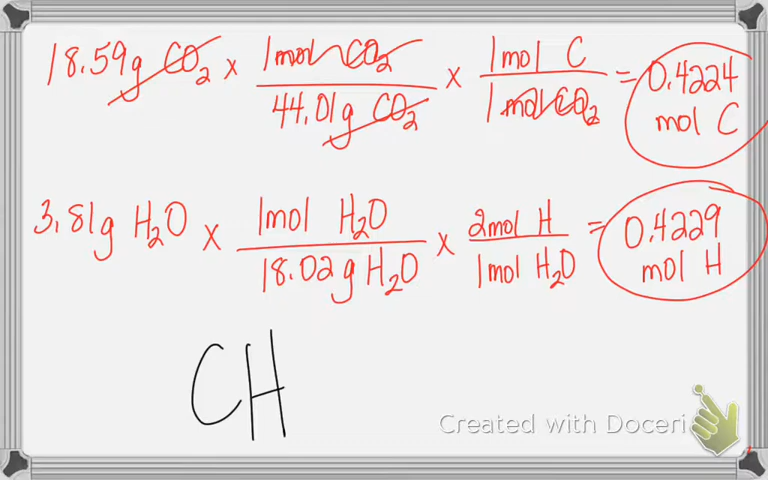 18.59g CO₂ x 1mol CO₂ / 44.01g CO₂ x 1mol C / 1mol CO₂ = 0.4224 mol C
3.81g H₂O x 1mol H₂O / 18.02g H₂O x 2mol H / 1mol H₂O = 0.4229 mol H
CH
Created with Doceri